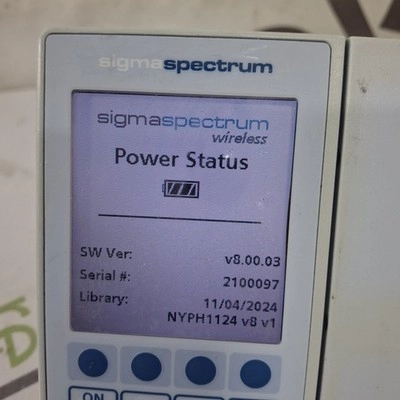 sigmaspectrum
sigmaspectrum
wireless
Power Status
SW Ver: v8.00.03
Serial #: 2100097
Library: 11/04/2024
NYPH1124 v8 v1
ON